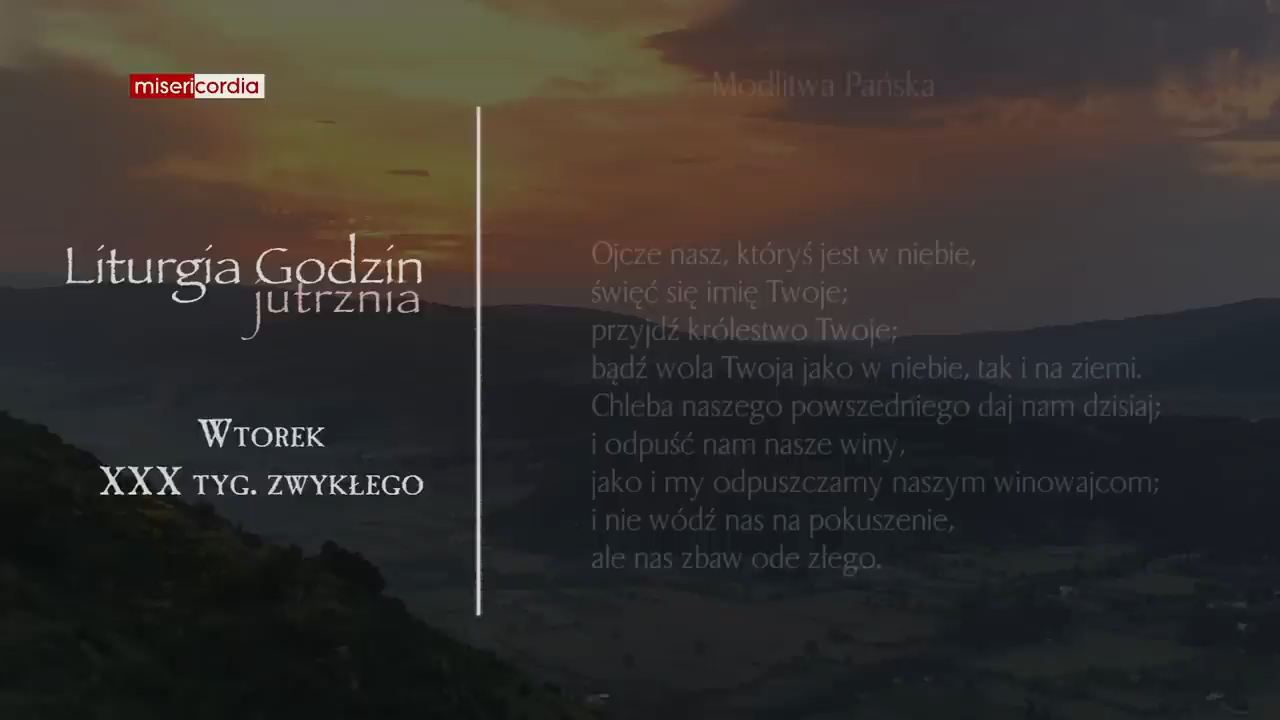 misericordia
Modlitwa Pańska
Liturgia Godzin
jutrznia
Wtorek
XXX tyg. zwykłego
Ojcze nasz, któryś jest w niebie,
święć się imię Twoje;
przyjdź królestwo Twoje;
bądź wola Twoja jako w niebie, tak i na ziemi.
Chleba naszego powszedniego daj nam dzisiaj;
i odpuść nam nasze winy,
jako i my odpuszczamy naszym winowajcom;
i nie wódź nas na pokuszenie,
ale nas zbaw ode złego.